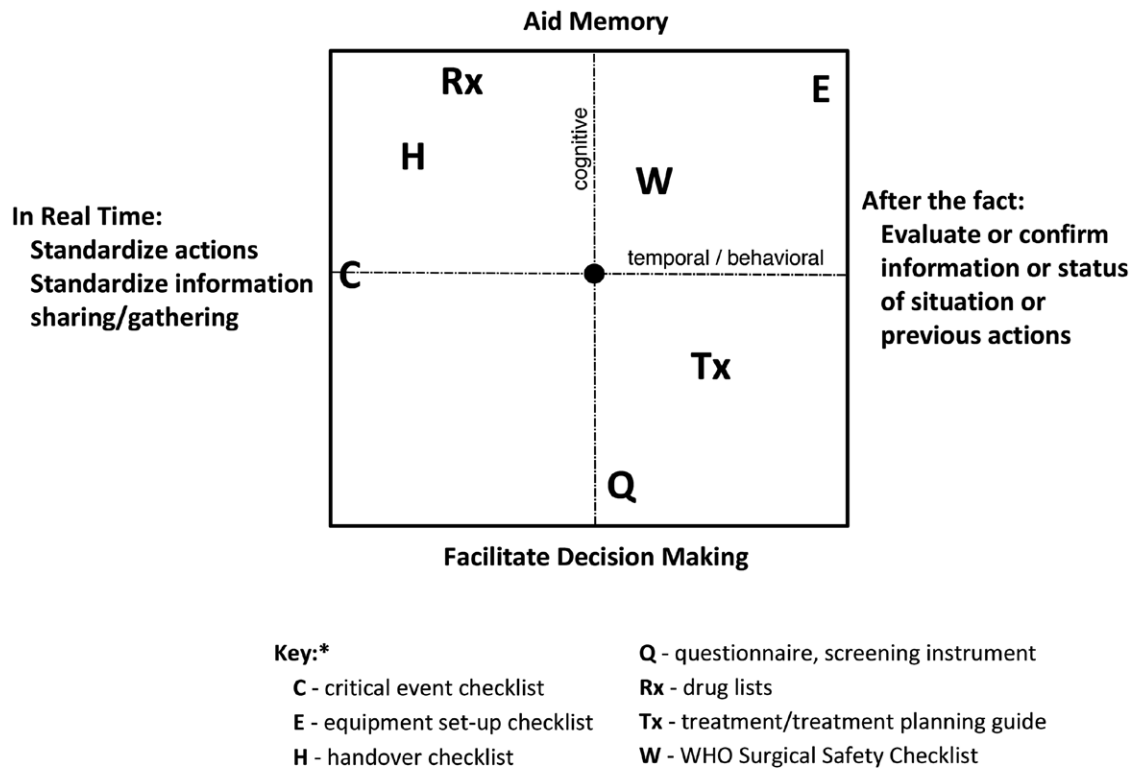 Aid Memory
Rx
E
H
cognitive
W
In Real Time:
Standardize actions
Standardize information
sharing/gathering
After the fact:
Evaluate or confirm
information or status
of situation or
previous actions
temporal / behavioral
C
Tx
Q
Facilitate Decision Making
Key:*
C - critical event checklist
E - equipment set-up checklist
H - handover checklist
Q - questionnaire, screening instrument
Rx - drug lists
Tx - treatment/treatment planning guide
W - WHO Surgical Safety Checklist